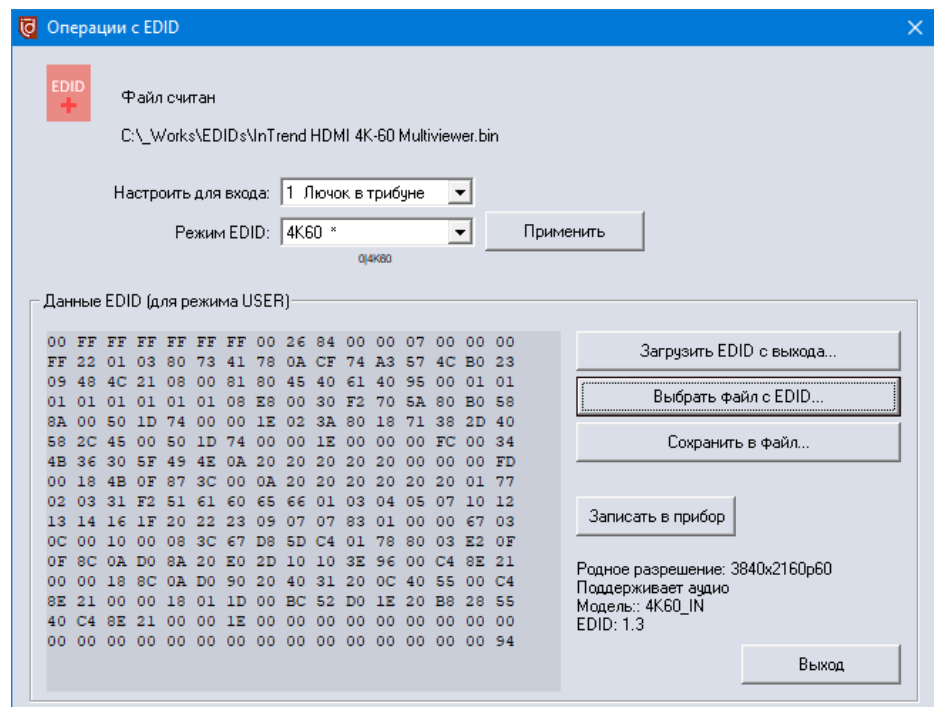 Операции с EDID
EDID
Файл считан
C:\_Works\EDIDs\InTrend HDMI 4K-60 Multiviewer.bin
Настроить для входа: 1 Лючок в трибуне
Режим EDID: 4K60 * Применить
0|4K60
Данные EDID (для режима USER)
00 FF FF FF FF FF FF 00 26 84 00 00 07 00 00 00
FF 22 01 03 80 73 41 78 0A CF 74 A3 57 4C B0 23
09 48 4C 21 08 00 81 80 45 40 61 40 95 00 01 01
01 01 01 01 01 01 08 E8 00 30 F2 70 5A 80 B0 58
8A 00 50 1D 74 00 00 1E 02 3A 80 18 71 38 2D 40
58 2C 45 00 50 1D 74 00 00 1E 00 00 00 FC 00 34
4B 36 30 5F 49 4E 0A 20 20 20 20 20 00 00 00 FD
00 18 4B 0F 87 3C 00 0A 20 20 20 20 20 20 01 77
02 03 31 F2 51 61 60 65 66 01 03 04 05 07 10 12
13 14 16 1F 20 22 23 09 07 07 83 01 00 00 67 03
0C 00 10 00 08 3C 67 D8 5D C4 01 78 80 03 E2 0F
0F 8C 0A D0 8A 20 E0 2D 10 10 3E 96 00 C4 8E 21
00 00 18 8C 0A D0 90 20 40 31 20 0C 40 55 00 C4
8E 21 00 00 18 01 1D 00 BC 52 D0 1E 20 B8 28 55
40 C4 8E 21 00 00 1E 00 00 00 00 00 00 00 00 00
00 00 00 00 00 00 00 00 00 00 00 00 00 00 00 94
Загрузить EDID с выхода...
Выбрать файл с EDID...
Сохранить в файл...
Записать в прибор
Родное разрешение: 3840x2160p60
Поддерживает аудио
Модель:: 4K60_IN
EDID: 1.3
Выход